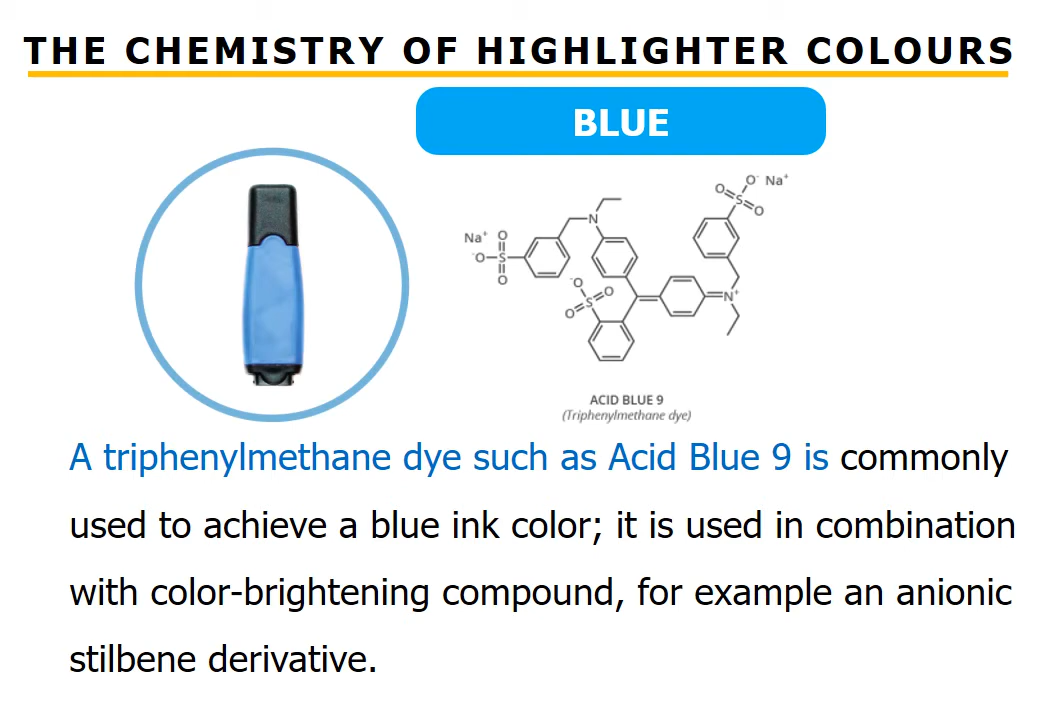 THE CHEMISTRY OF HIGHLIGHTER COLOURS
BLUE
O⁻ Na⁺
O
S
O
N
Na⁺ O
⁻O S
O
⁻O
O
S
O
N⁺
ACID BLUE 9
(Triphenylmethane dye)
A triphenylmethane dye such as Acid Blue 9 is commonly
used to achieve a blue ink color; it is used in combination
with color-brightening compound, for example an anionic
stilbene derivative.